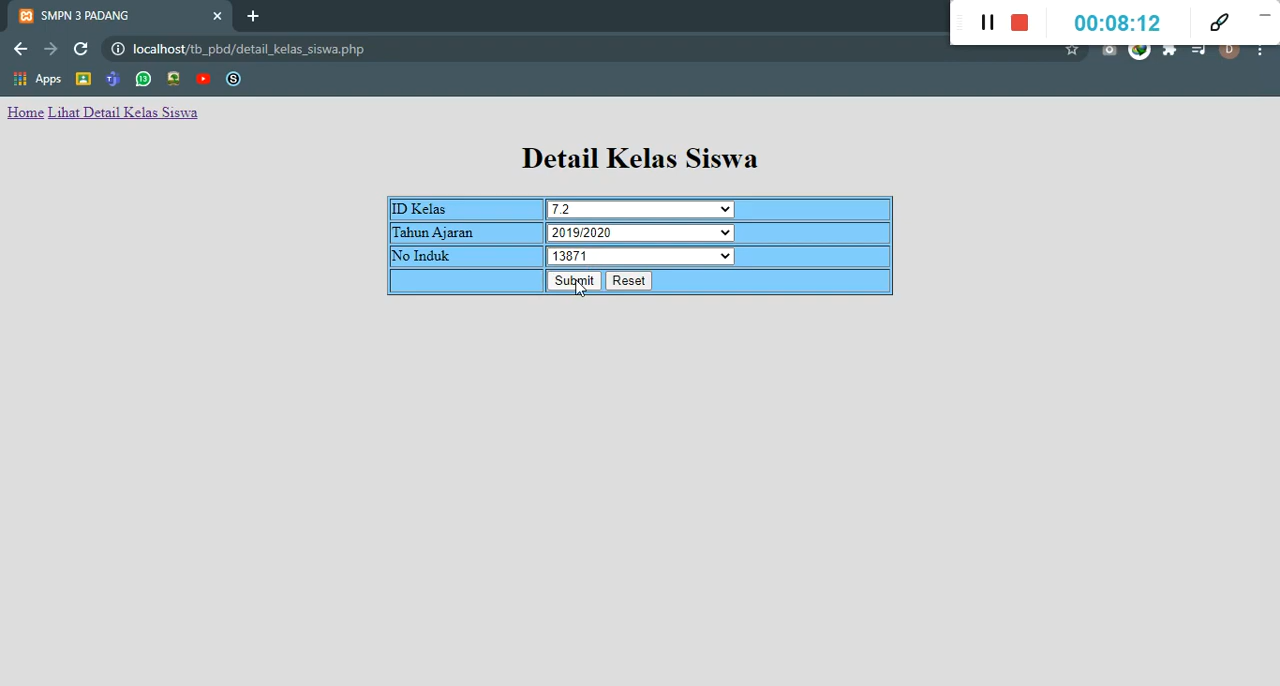 SMPN 3 PADANG
00:08:12
localhost/tb_pbd/detail_kelas_siswa.php
D
Apps
13
S
Home Lihat Detail Kelas Siswa
Detail Kelas Siswa
ID Kelas 7.2
Tahun Ajaran 2019/2020
No Induk 13871
Submit Reset